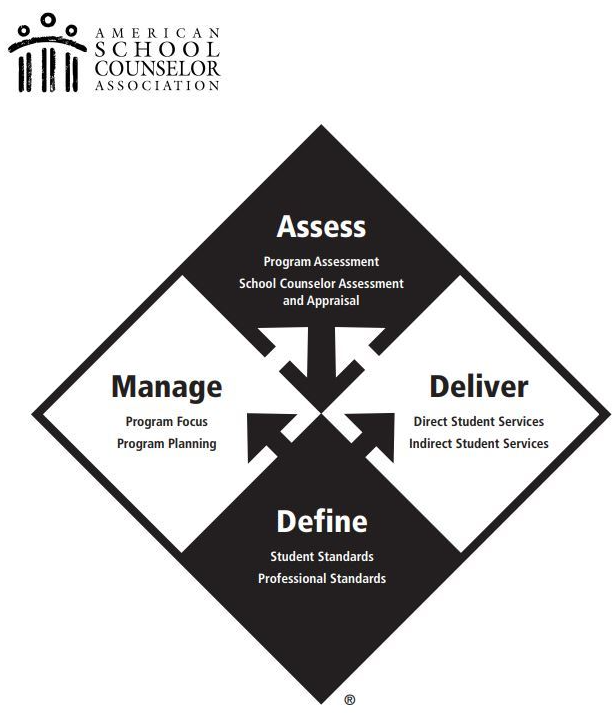 AMERICAN
SCHOOL
COUNSELOR
ASSOCIATION
Assess
Program Assessment
School Counselor Assessment
and Appraisal
Manage
Program Focus
Program Planning
Deliver
Direct Student Services
Indirect Student Services
Define
Student Standards
Professional Standards
®